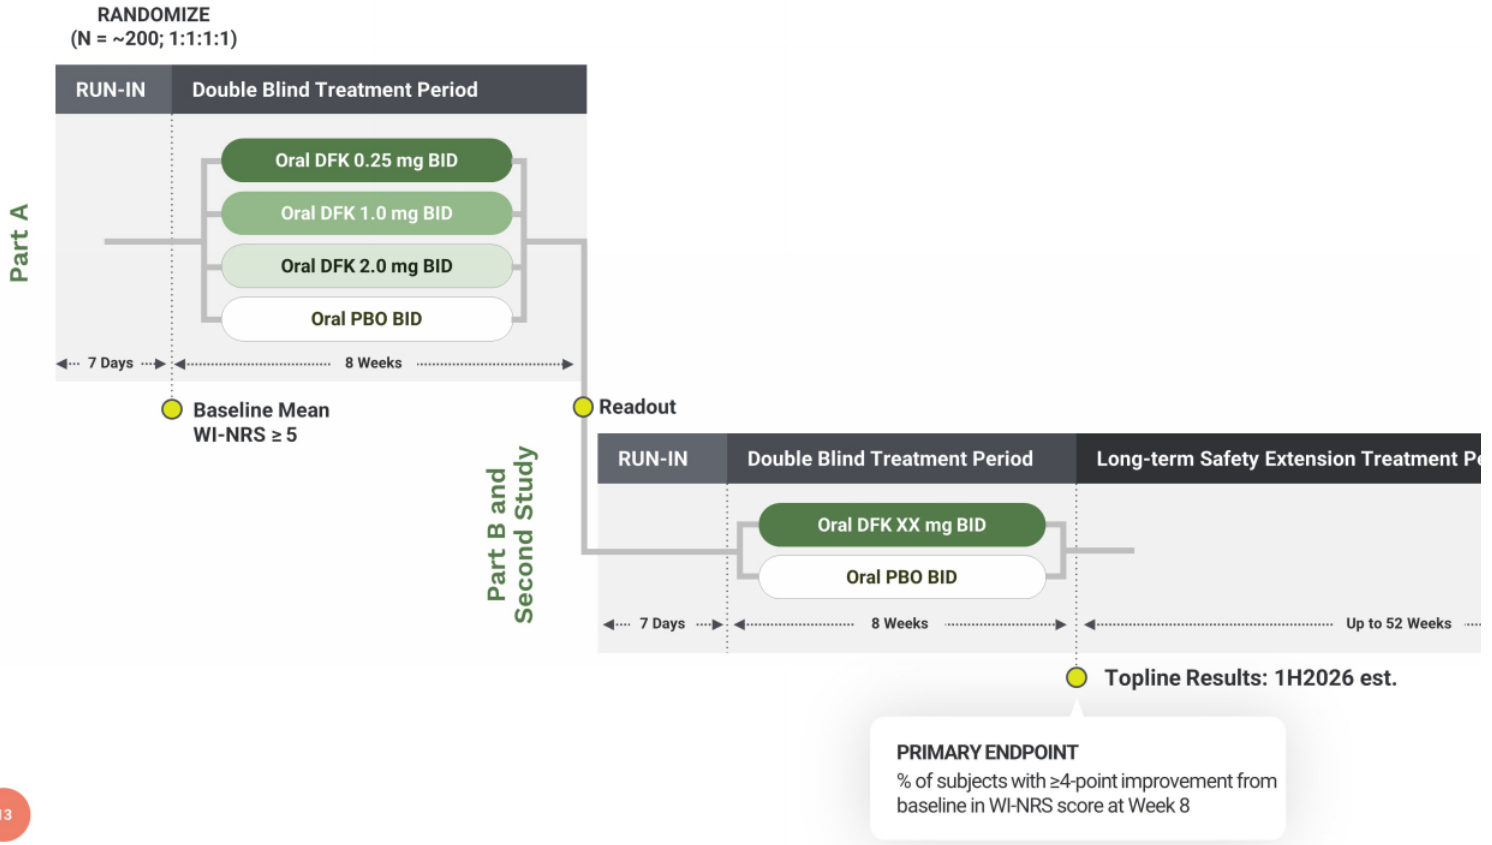 RANDOMIZE
(N = ~200; 1:1:1:1)
RUN-IN
Double Blind Treatment Period
Part A
Oral DFK 0.25 mg BID
Oral DFK 1.0 mg BID
Oral DFK 2.0 mg BID
Oral PBO BID
7 Days
8 Weeks
Baseline Mean
WI-NRS ≥ 5
Readout
Part B and
Second Study
RUN-IN
Double Blind Treatment Period
Long-term Safety Extension Treatment
Oral DFK XX mg BID
Oral PBO BID
7 Days
8 Weeks
Up to 52 Weeks
Topline Results: 1H2026 est.
PRIMARY ENDPOINT
% of subjects with ≥4-point improvement from
baseline in WI-NRS score at Week 8
13